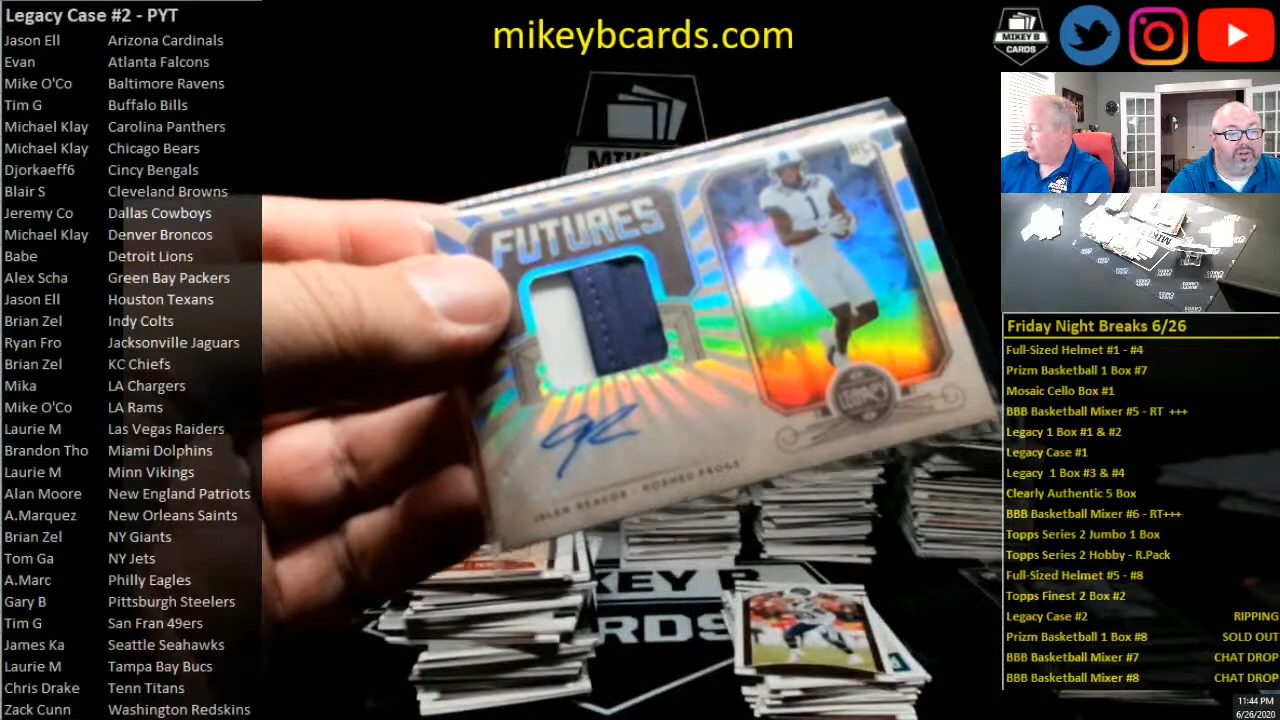 Legacy Case #2 - PYT
Jason Ell Arizona Cardinals
Evan Atlanta Falcons
Mike O'Co Baltimore Ravens
Tim G Buffalo Bills
Michael Klay Carolina Panthers
Michael Klay Chicago Bears
Djorkaeff6 Cincy Bengals
Blair S Cleveland Browns
Jeremy Co Dallas Cowboys
Michael Klay Denver Broncos
Babe Detroit Lions
Alex Scha Green Bay Packers
Jason Ell Houston Texans
Brian Zel Indy Colts
Ryan Fro Jacksonville Jaguars
Brian Zel KC Chiefs
Mika LA Chargers
Mike O'Co LA Rams
Laurie M Las Vegas Raiders
Brandon Tho Miami Dolphins
Laurie M Minn Vikings
Alan Moore New England Patriots
A.Marquez New Orleans Saints
Brian Zel NY Giants
Tom Ga NY Jets
A.Marc Philly Eagles
Gary B Pittsburgh Steelers
Tim G San Fran 49ers
James Ka Seattle Seahawks
Laurie M Tampa Bay Bucs
Chris Drake Tenn Titans
Zack Cunn Washington Redskins
mikeybcards.com
RC
FUTURES
1
LEGACY
JALEN REAGOR - HORNED FROGS
KEY B
RDS
MIKEY B
CARDS
Friday Night Breaks 6/26
Full-Sized Helmet #1 - #4
Prizm Basketball 1 Box #7
Mosaic Cello Box #1
BBB Basketball Mixer #5 - RT +++
Legacy 1 Box #1 & #2
Legacy Case #1
Legacy 1 Box #3 & #4
Clearly Authentic 5 Box
BBB Basketball Mixer #6 - RT+++
Topps Series 2 Jumbo 1 Box
Topps Series 2 Hobby - R.Pack
Full-Sized Helmet #5 - #8
Topps Finest 2 Box #2
Legacy Case #2 RIPPING
Prizm Basketball 1 Box #8 SOLD OUT
BBB Basketball Mixer #7 CHAT DROP
BBB Basketball Mixer #8 CHAT DROP
11:44 PM
6/26/2020